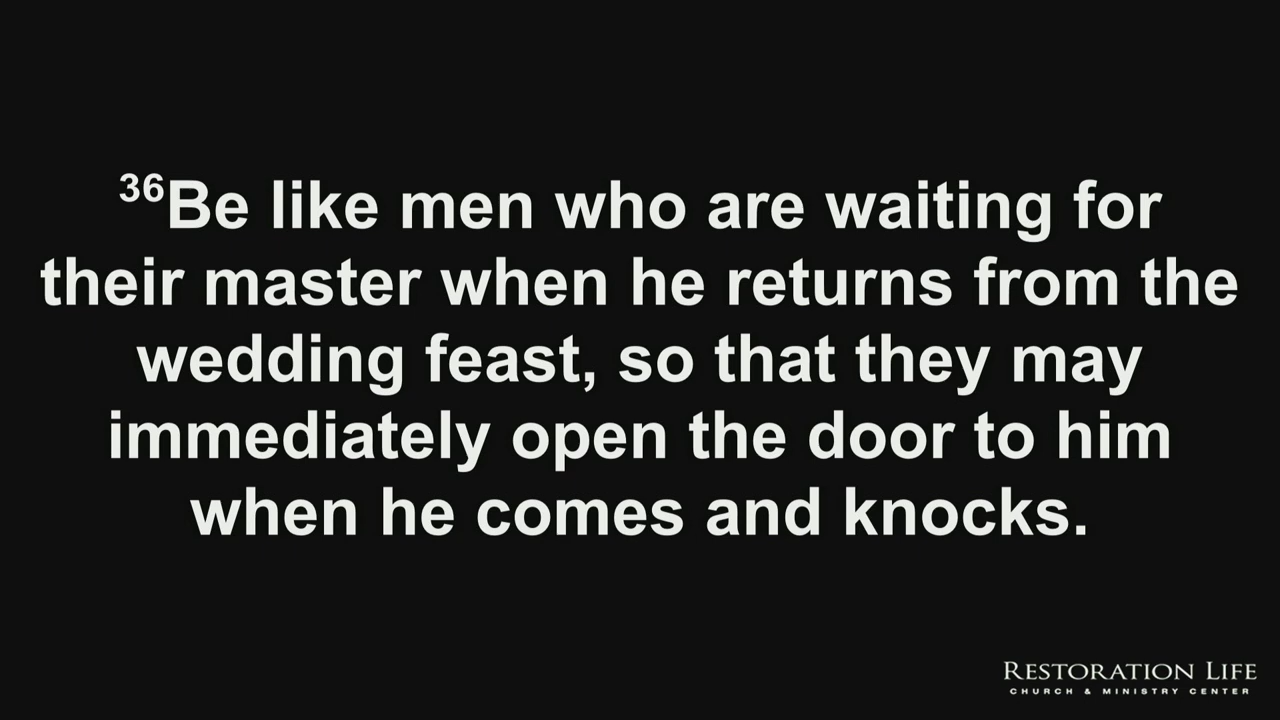 36Be like men who are waiting for
their master when he returns from the
wedding feast, so that they may
immediately open the door to him
when he comes and knocks.
RESTORATION LIFE
CHURCH & MINISTRY CENTER